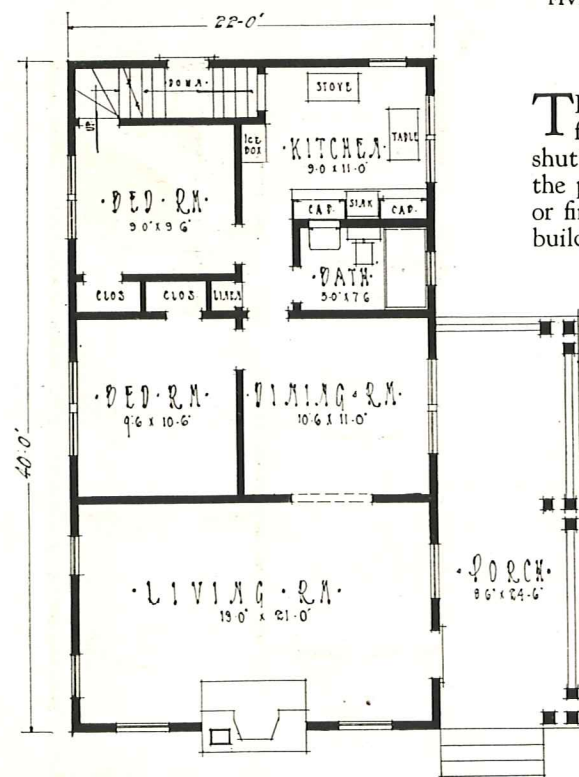 22-0"
40-0"
DOWN
UP
STOVE
ICE
BOX
TABLE
KITCHEN
9-0 x 11-0"
CAB. SINK CAB.
BED·RM·
9-0" x 9-6"
CLOS CLOS LINEN
BATH·
5-0" x 7-6
BED·RM·
9-6 x 10-6"
DINING·RM·
10-6 x 11-0"
LIVING·RM·
13-0" x 21-0"
PORCH·
8-6" x 24-6"
shut
the p
or fi
build